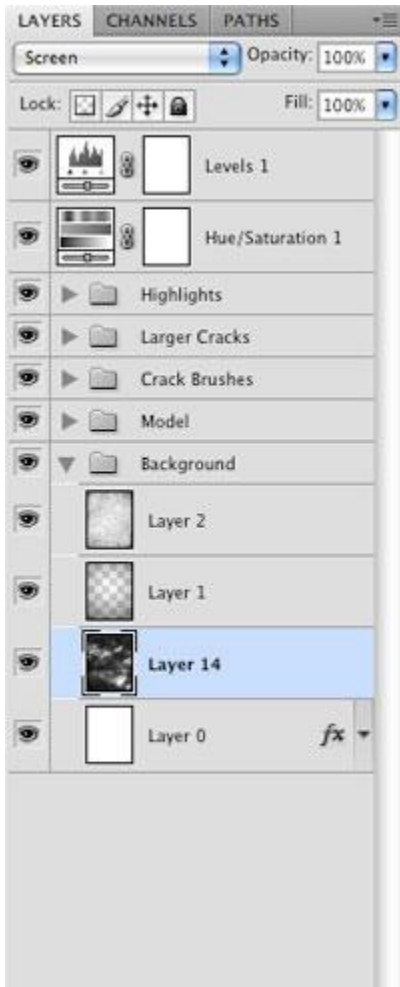 LAYERS CHANNELS PATHS
Screen Opacity: 100%
Lock: Fill: 100%
Levels 1
Hue/Saturation 1
Highlights
Larger Cracks
Crack Brushes
Model
Background
Layer 2
Layer 1
Layer 14
Layer 0 fx